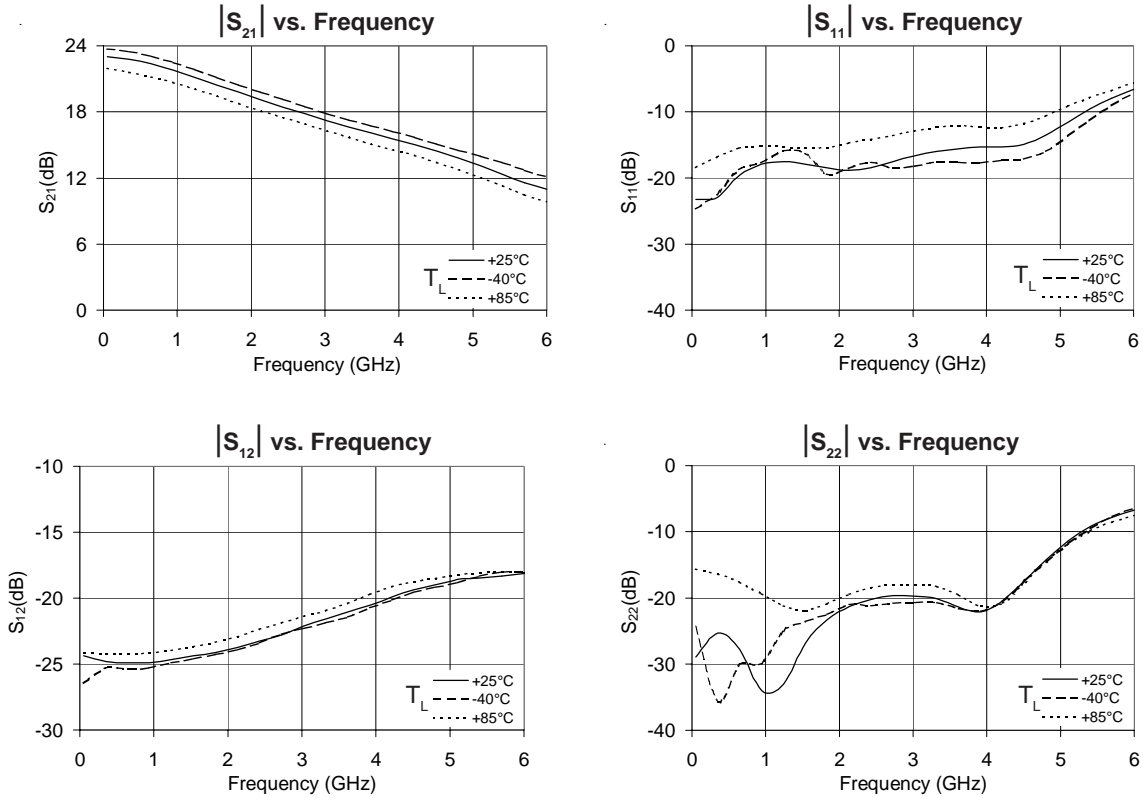 |S21| vs. Frequency
24
18
12
6
0
S21(dB)
0 1 2 3 4 5 6
Frequency (GHz)
TL
+25°C
-40°C
+85°C
|S11| vs. Frequency
0
-10
-20
-30
-40
S11(dB)
0 1 2 3 4 5 6
Frequency (GHz)
TL
+25°C
-40°C
+85°C
|S12| vs. Frequency
-10
-15
-20
-25
-30
S12(dB)
0 1 2 3 4 5 6
Frequency (GHz)
TL
+25°C
-40°C
+85°C
|S22| vs. Frequency
0
-10
-20
-30
-40
S22(dB)
0 1 2 3 4 5 6
Frequency (GHz)
TL
+25°C
-40°C
+85°C